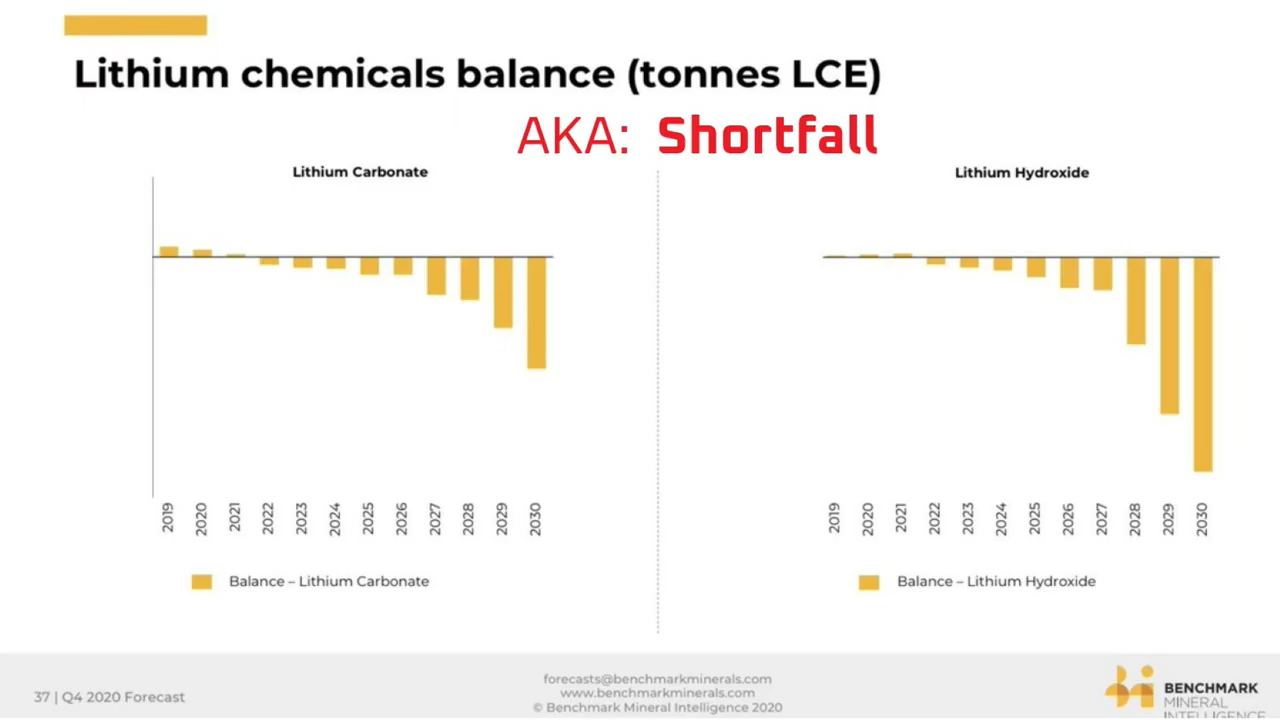 Lithium chemicals balance (tonnes LCE)
AKA: Shortfall
Lithium Carbonate
2019 2020 2021 2022 2023 2024 2025 2026 2027 2028 2029 2030
Balance – Lithium Carbonate
Lithium Hydroxide
2019 2020 2021 2022 2023 2024 2025 2026 2027 2028 2029 2030
Balance – Lithium Hydroxide
37 | Q4 2020 Forecast
forecasts@benchmarkminerals.com
www.benchmarkminerals.com
© Benchmark Mineral Intelligence 2020
BENCHMARK
MINERAL
INTELLIGENCE